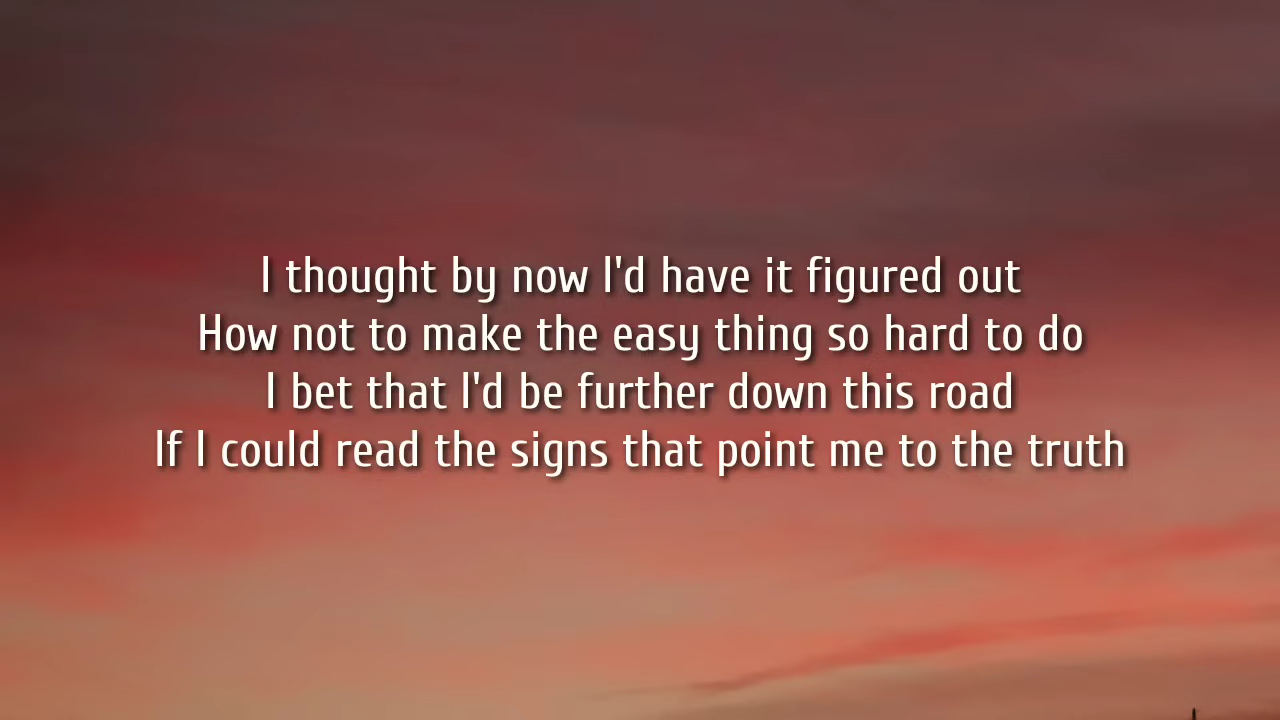 I thought by now I'd have it figured out
How not to make the easy thing so hard to do
I bet that I'd be further down this road
If I could read the signs that point me to the truth